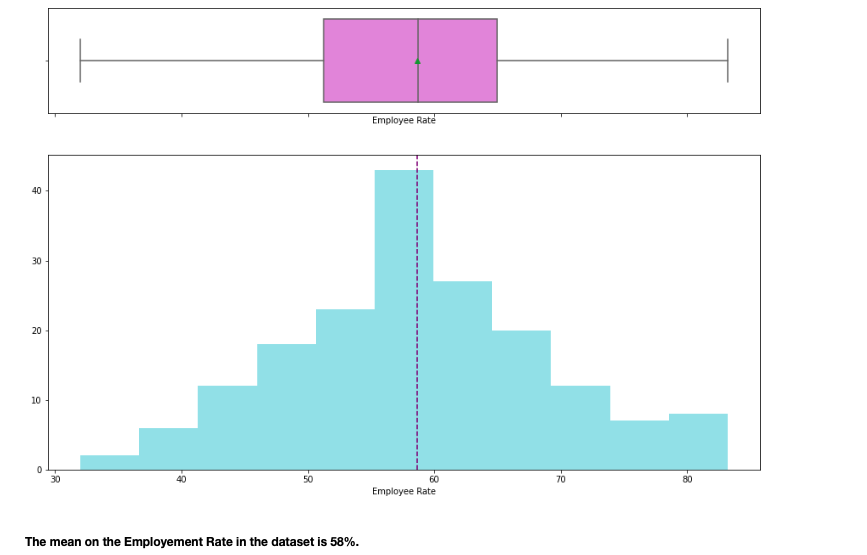 Employee Rate
40
30
20
10
0
30 40 50 60 70 80
Employee Rate
The mean on the Employement Rate in the dataset is 58%.